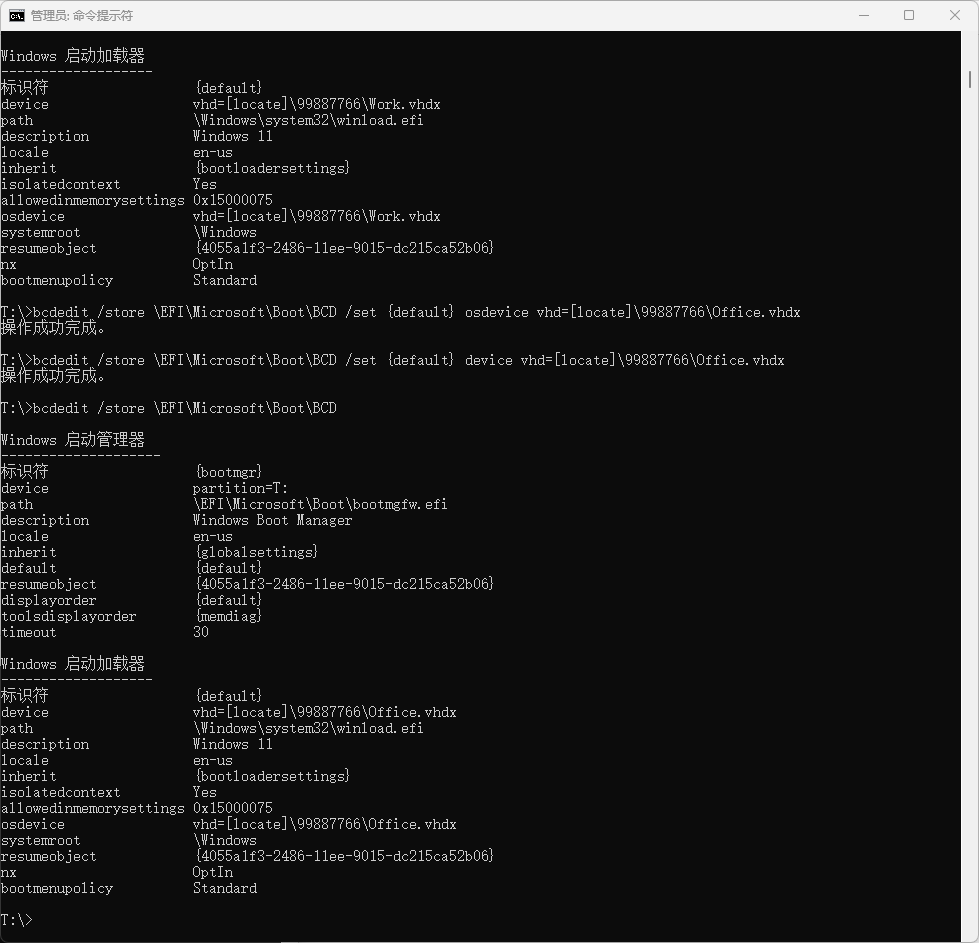 管理员: 命令提示符
Windows 启动加载器
-------------------
标识符                  {default}
device                  vhd=[locate]\99887766\Work.vhdx
path                    \Windows\system32\winload.efi
description             Windows 11
locale                  en-us
inherit                 {bootloadersettings}
isolatedcontext         Yes
allowedinmemorysettings 0x15000075
osdevice                vhd=[locate]\99887766\Work.vhdx
systemroot              \Windows
resumeobject            {4055a1f3-2486-11ee-9015-dc215ca52b06}
nx                      OptIn
bootmenupolicy          Standard
T:\>bcdedit /store \EFI\Microsoft\Boot\BCD /set {default} osdevice vhd=[locate]\99887766\Office.vhdx
操作成功完成。
T:\>bcdedit /store \EFI\Microsoft\Boot\BCD /set {default} device vhd=[locate]\99887766\Office.vhdx
操作成功完成。
T:\>bcdedit /store \EFI\Microsoft\Boot\BCD
Windows 启动管理器
--------------------
标识符                  {bootmgr}
device                  partition=T:
path                    \EFI\Microsoft\Boot\bootmgfw.efi
description             Windows Boot Manager
locale                  en-us
inherit                 {globalsettings}
default                 {default}
resumeobject            {4055a1f3-2486-11ee-9015-dc215ca52b06}
displayorder            {default}
toolsdisplayorder       {memdiag}
timeout                 30
Windows 启动加载器
-------------------
标识符                  {default}
device                  vhd=[locate]\99887766\Office.vhdx
path                    \Windows\system32\winload.efi
description             Windows 11
locale                  en-us
inherit                 {bootloadersettings}
isolatedcontext         Yes
allowedinmemorysettings 0x15000075
osdevice                vhd=[locate]\99887766\Office.vhdx
systemroot              \Windows
resumeobject            {4055a1f3-2486-11ee-9015-dc215ca52b06}
nx                      OptIn
bootmenupolicy          Standard
T:\>